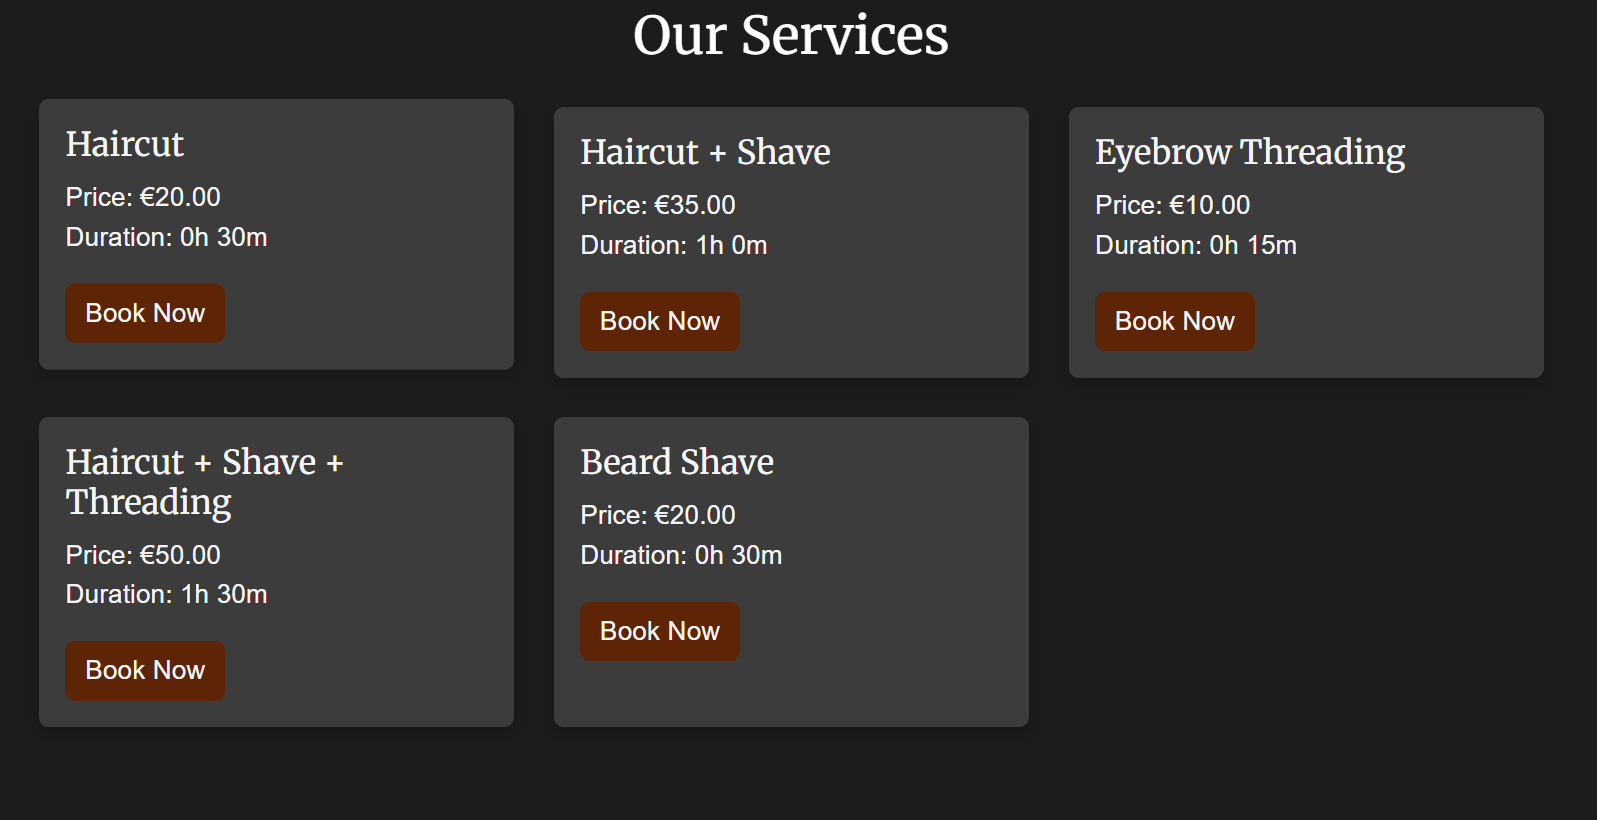 Our Services
Haircut
Price: €20.00
Duration: 0h 30m
Book Now
Haircut + Shave
Price: €35.00
Duration: 1h 0m
Book Now
Eyebrow Threading
Price: €10.00
Duration: 0h 15m
Book Now
Haircut + Shave +
Threading
Price: €50.00
Duration: 1h 30m
Book Now
Beard Shave
Price: €20.00
Duration: 0h 30m
Book Now